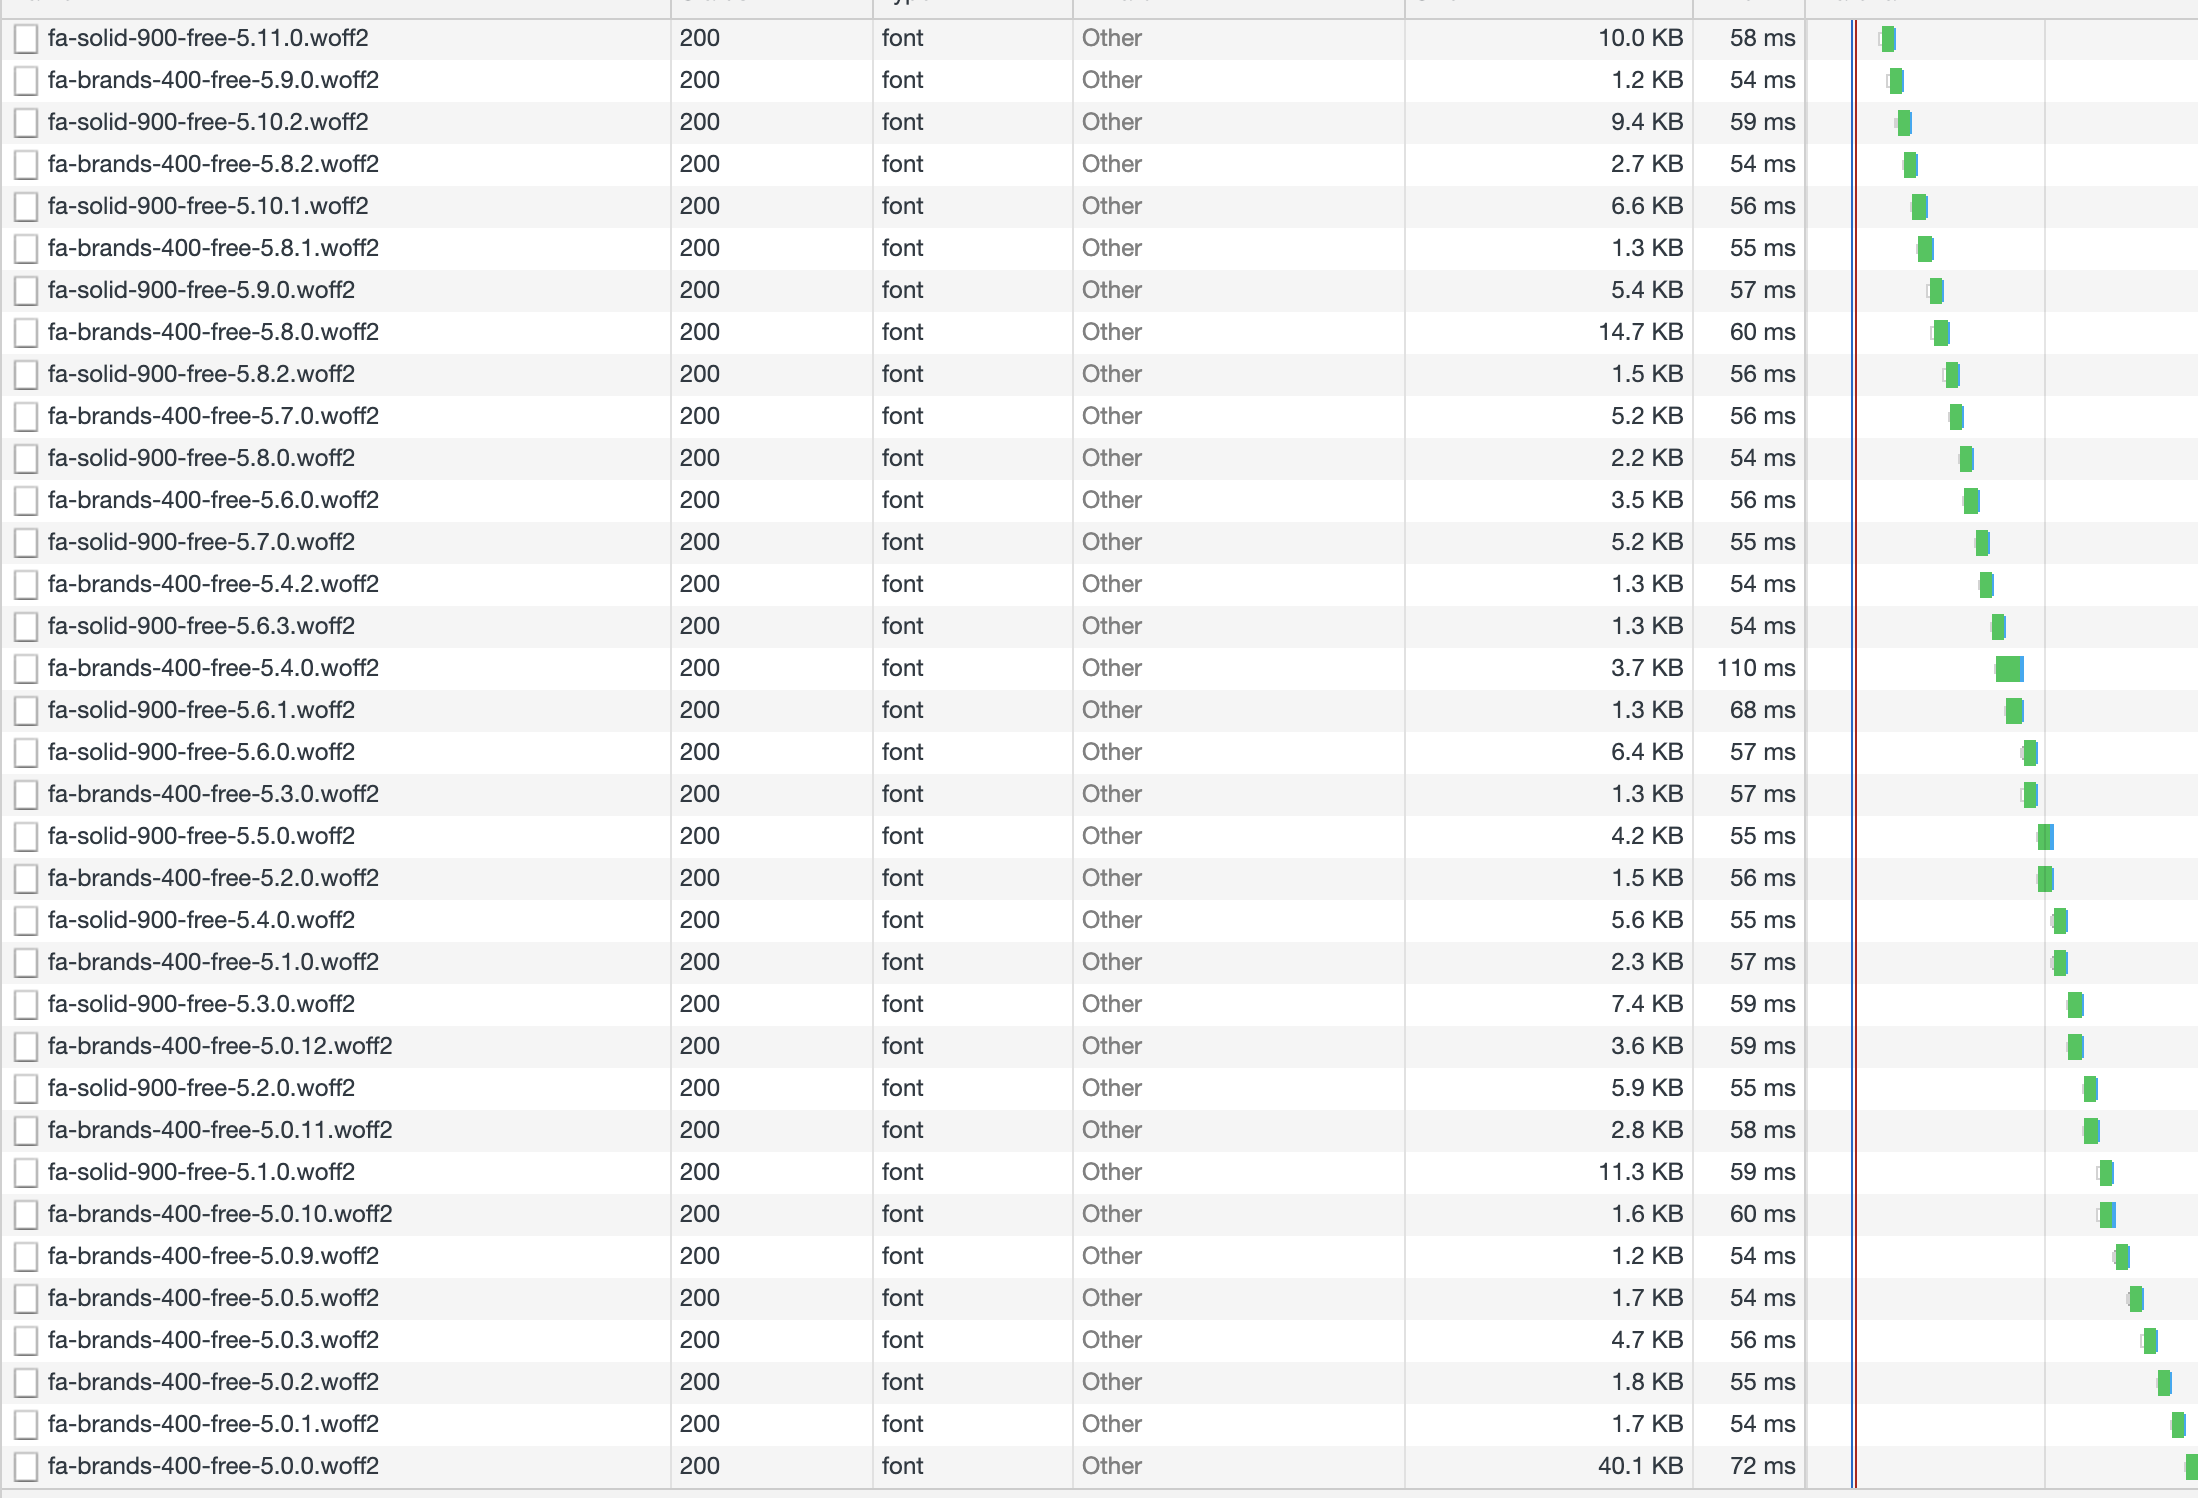 fa-solid-900-free-5.11.0.woff2 200 font Other 10.0 KB 58 ms
fa-brands-400-free-5.9.0.woff2 200 font Other 1.2 KB 54 ms
fa-solid-900-free-5.10.2.woff2 200 font Other 9.4 KB 59 ms
fa-brands-400-free-5.8.2.woff2 200 font Other 2.7 KB 54 ms
fa-solid-900-free-5.10.1.woff2 200 font Other 6.6 KB 56 ms
fa-brands-400-free-5.8.1.woff2 200 font Other 1.3 KB 55 ms
fa-solid-900-free-5.9.0.woff2 200 font Other 5.4 KB 57 ms
fa-brands-400-free-5.8.0.woff2 200 font Other 14.7 KB 60 ms
fa-solid-900-free-5.8.2.woff2 200 font Other 1.5 KB 56 ms
fa-brands-400-free-5.7.0.woff2 200 font Other 5.2 KB 56 ms
fa-solid-900-free-5.8.0.woff2 200 font Other 2.2 KB 54 ms
fa-brands-400-free-5.6.0.woff2 200 font Other 3.5 KB 56 ms
fa-solid-900-free-5.7.0.woff2 200 font Other 5.2 KB 55 ms
fa-brands-400-free-5.4.2.woff2 200 font Other 1.3 KB 54 ms
fa-solid-900-free-5.6.3.woff2 200 font Other 1.3 KB 54 ms
fa-brands-400-free-5.4.0.woff2 200 font Other 3.7 KB 110 ms
fa-solid-900-free-5.6.1.woff2 200 font Other 1.3 KB 68 ms
fa-solid-900-free-5.6.0.woff2 200 font Other 6.4 KB 57 ms
fa-brands-400-free-5.3.0.woff2 200 font Other 1.3 KB 57 ms
fa-solid-900-free-5.5.0.woff2 200 font Other 4.2 KB 55 ms
fa-brands-400-free-5.2.0.woff2 200 font Other 1.5 KB 56 ms
fa-solid-900-free-5.4.0.woff2 200 font Other 5.6 KB 55 ms
fa-brands-400-free-5.1.0.woff2 200 font Other 2.3 KB 57 ms
fa-solid-900-free-5.3.0.woff2 200 font Other 7.4 KB 59 ms
fa-brands-400-free-5.0.12.woff2 200 font Other 3.6 KB 59 ms
fa-solid-900-free-5.2.0.woff2 200 font Other 5.9 KB 55 ms
fa-brands-400-free-5.0.11.woff2 200 font Other 2.8 KB 58 ms
fa-solid-900-free-5.1.0.woff2 200 font Other 11.3 KB 59 ms
fa-brands-400-free-5.0.10.woff2 200 font Other 1.6 KB 60 ms
fa-brands-400-free-5.0.9.woff2 200 font Other 1.2 KB 54 ms
fa-brands-400-free-5.0.5.woff2 200 font Other 1.7 KB 54 ms
fa-brands-400-free-5.0.3.woff2 200 font Other 4.7 KB 56 ms
fa-brands-400-free-5.0.2.woff2 200 font Other 1.8 KB 55 ms
fa-brands-400-free-5.0.1.woff2 200 font Other 1.7 KB 54 ms
fa-brands-400-free-5.0.0.woff2 200 font Other 40.1 KB 72 ms